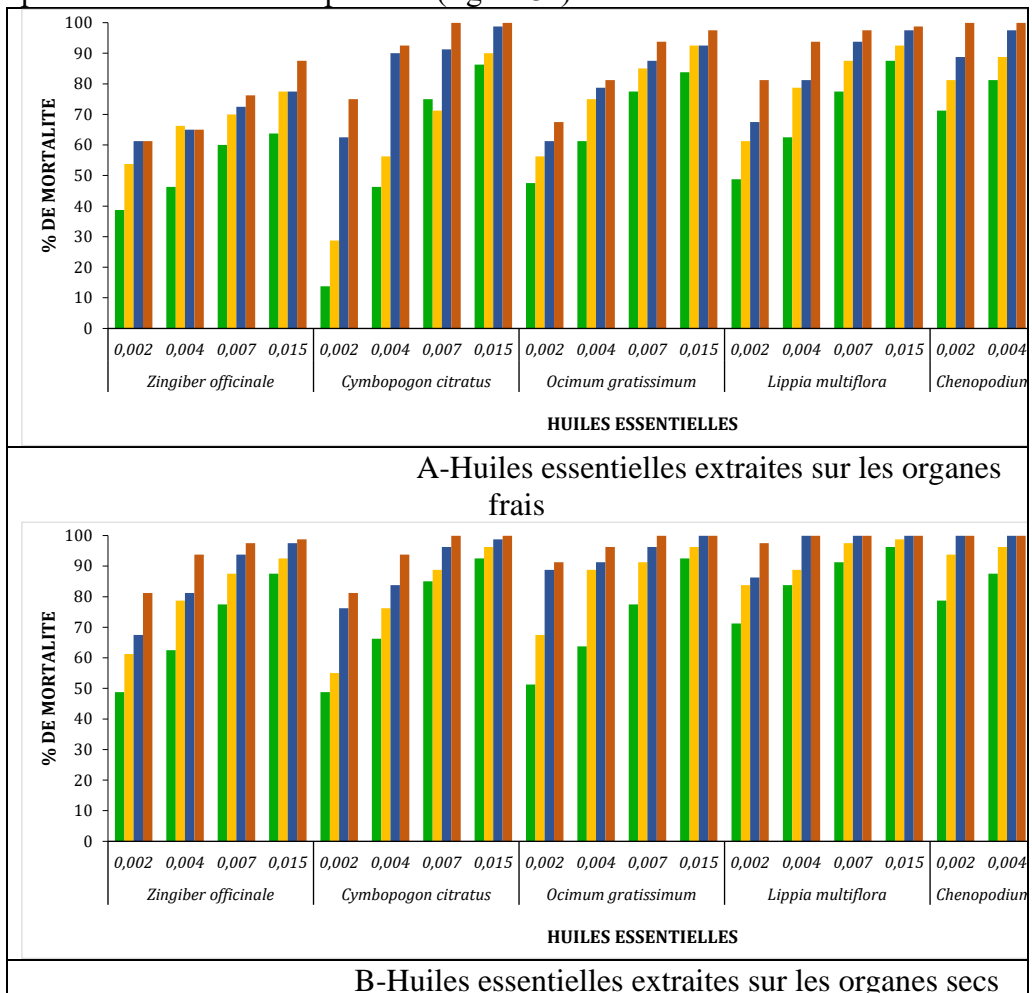 100
90
80
70
60
50
40
30
20
10
0
% DE MORTALITE
0,002 0,004 0,007 0,015 0,002 0,004 0,007 0,015 0,002 0,004 0,007 0,015 0,002 0,004 0,007 0,015 0,002 0,004
Zingiber officinale Cymbopogon citratus Ocimum gratissimum Lippia multiflora Chenopodium
HUILES ESSENTIELLES
A-Huiles essentielles extraites sur les organes
frais
100
90
80
70
60
50
40
30
20
10
0
% DE MORTALITE
0,002 0,004 0,007 0,015 0,002 0,004 0,007 0,015 0,002 0,004 0,007 0,015 0,002 0,004 0,007 0,015 0,002 0,004
Zingiber officinale Cymbopogon citratus Ocimum gratissimum Lippia multiflora Chenopodium
HUILES ESSENTIELLES
B-Huiles essentielles extraites sur les organes secs